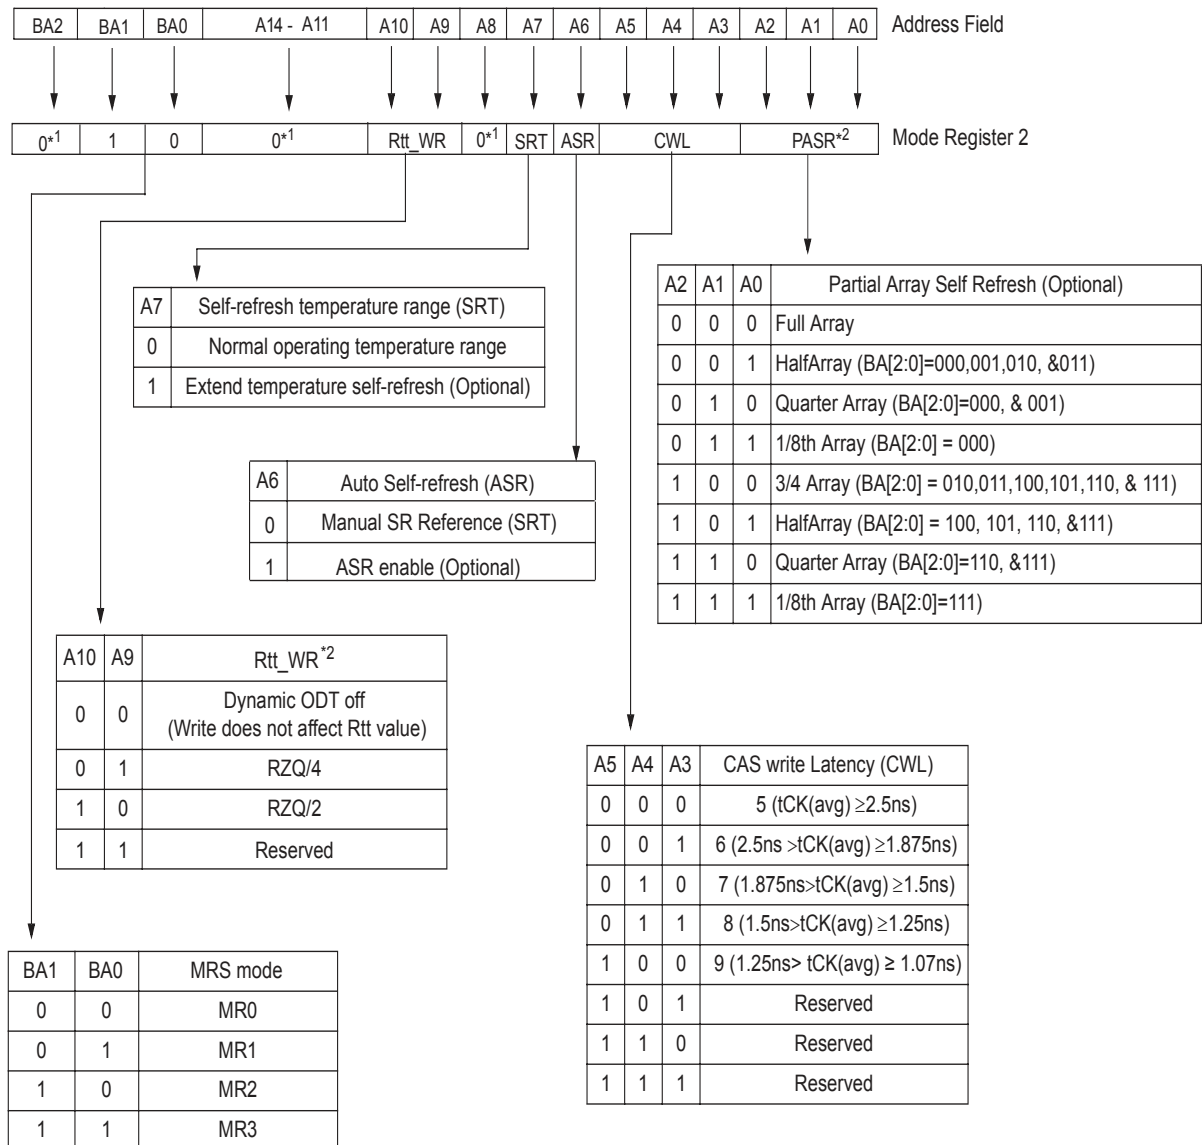 BA2 BA1 BA0 A14 - A11 A10 A9 A8 A7 A6 A5 A4 A3 A2 A1 A0 Address Field
0*1 1 0 0*1 Rtt_WR 0*1 SRT ASR CWL PASR*2 Mode Register 2
A7 Self-refresh temperature range (SRT)
0 Normal operating temperature range
1 Extend temperature self-refresh (Optional)
A2 A1 A0 Partial Array Self Refresh (Optional)
0 0 0 Full Array
0 0 1 HalfArray (BA[2:0]=000,001,010, &011)
0 1 0 Quarter Array (BA[2:0]=000, & 001)
0 1 1 1/8th Array (BA[2:0] = 000)
1 0 0 3/4 Array (BA[2:0] = 010,011,100,101,110, & 111)
1 0 1 HalfArray (BA[2:0] = 100, 101, 110, &111)
1 1 0 Quarter Array (BA[2:0]=110, &111)
1 1 1 1/8th Array (BA[2:0]=111)
A6 Auto Self-refresh (ASR)
0 Manual SR Reference (SRT)
1 ASR enable (Optional)
A10 A9 Rtt_WR*2
0 0 Dynamic ODT off
(Write does not affect Rtt value)
0 1 RZQ/4
1 0 RZQ/2
1 1 Reserved
A5 A4 A3 CAS write Latency (CWL)
0 0 0 5 (tCK(avg) ≥2.5ns)
0 0 1 6 (2.5ns >tCK(avg) ≥1.875ns)
0 1 0 7 (1.875ns>tCK(avg) ≥1.5ns)
0 1 1 8 (1.5ns>tCK(avg) ≥1.25ns)
1 0 0 9 (1.25ns> tCK(avg) ≥ 1.07ns)
1 0 1 Reserved
1 1 0 Reserved
1 1 1 Reserved
BA1 BA0 MRS mode
0 0 MR0
0 1 MR1
1 0 MR2
1 1 MR3